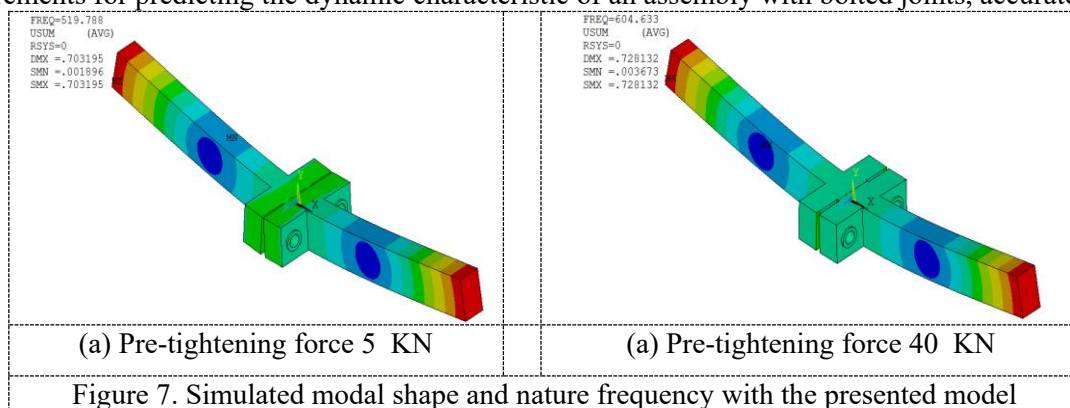 ements for predicting the dynamic characteristic of an assembly with bolted joints, accurate
FREQ=519.788
USUM (AVG)
RSYS=0
DMX =.703195
SMN =.001896
SMX =.703195
MN
Y
X
FREQ=604.633
USUM (AVG)
RSYS=0
DMX =.728132
SMN =.003673
SMX =.728132
Y
X
(a) Pre-tightening force 5 KN
(a) Pre-tightening force 40 KN
Figure 7. Simulated modal shape and nature frequency with the presented model